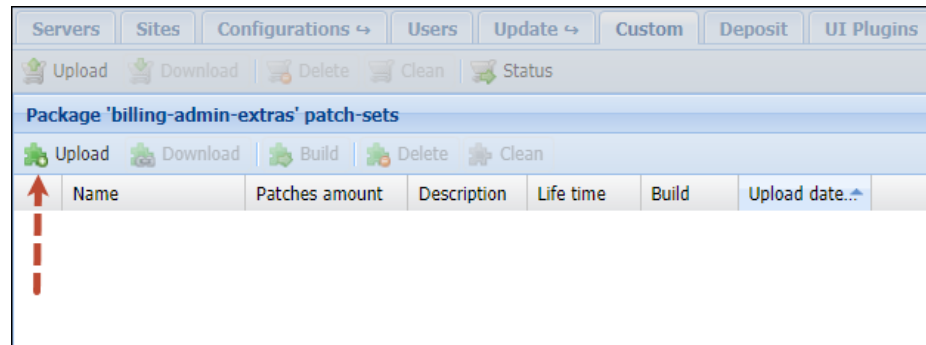 Servers Sites Configurations ↪ Users Update ↪ Custom Deposit UI Plugins
Upload Download Delete Clean Status
Package 'billing-admin-extras' patch-sets
Upload Download Build Delete Clean
Name Patches amount Description Life time Build Upload date...